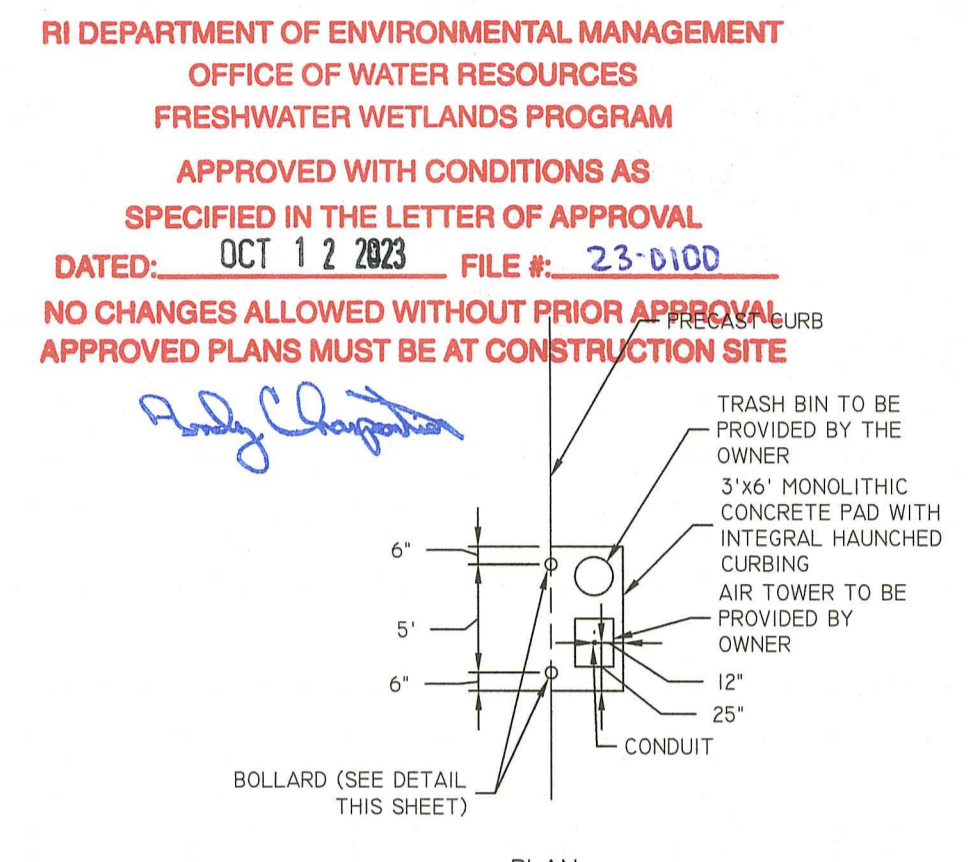 RI DEPARTMENT OF ENVIRONMENTAL MANAGEMENT
OFFICE OF WATER RESOURCES
FRESHWATER WETLANDS PROGRAM
APPROVED WITH CONDITIONS AS
SPECIFIED IN THE LETTER OF APPROVAL
DATED: OCT 12 2023 FILE #: 23-0100
NO CHANGES ALLOWED WITHOUT PRIOR APPROVAL
APPROVED PLANS MUST BE AT CONSTRUCTION SITE
PRECAST CURB
TRASH BIN TO BE
PROVIDED BY THE
OWNER
3'x6' MONOLITHIC
CONCRETE PAD WITH
INTEGRAL HAUNCHED
CURBING
AIR TOWER TO BE
PROVIDED BY
OWNER
6"
5'
6"
12"
25"
CONDUIT
BOLLARD (SEE DETAIL
THIS SHEET)
PLAN